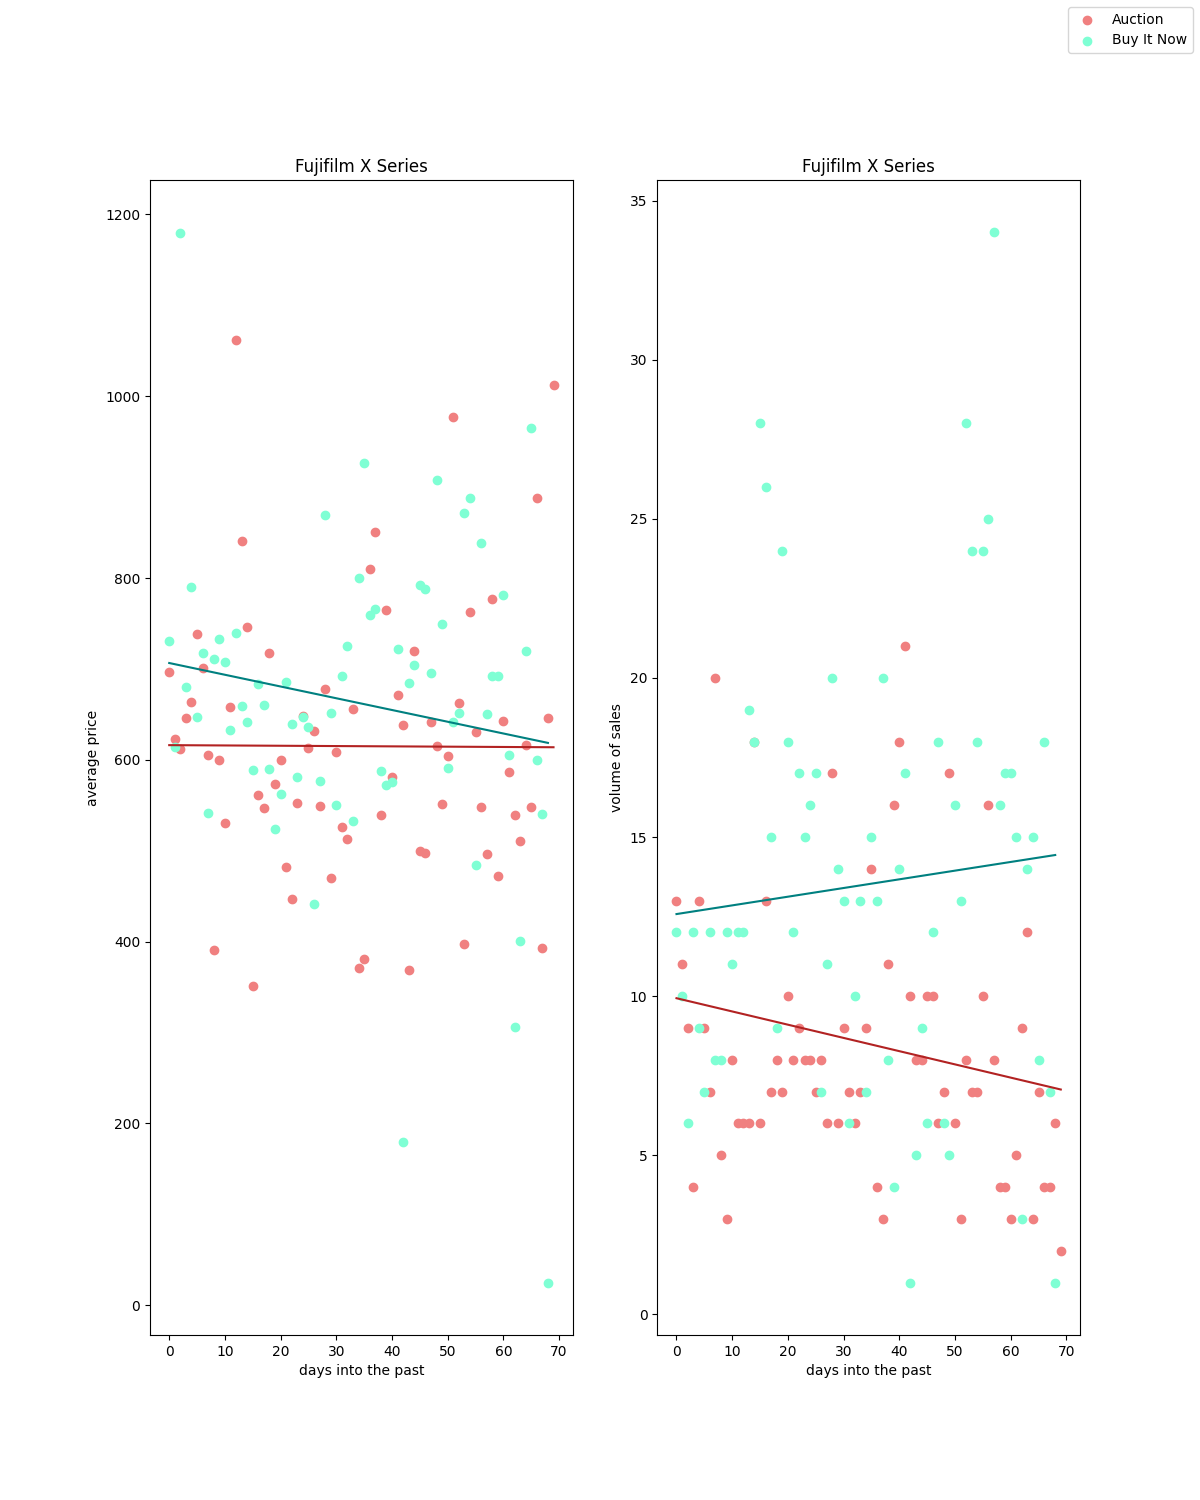 Auction
Buy It Now
Fujifilm X Series
1200
1000
800
600
400
200
0
average price
0 10 20 30 40 50 60 70
days into the past
Fujifilm X Series
35
30
25
20
15
10
5
0
volume of sales
0 10 20 30 40 50 60 70
days into the past